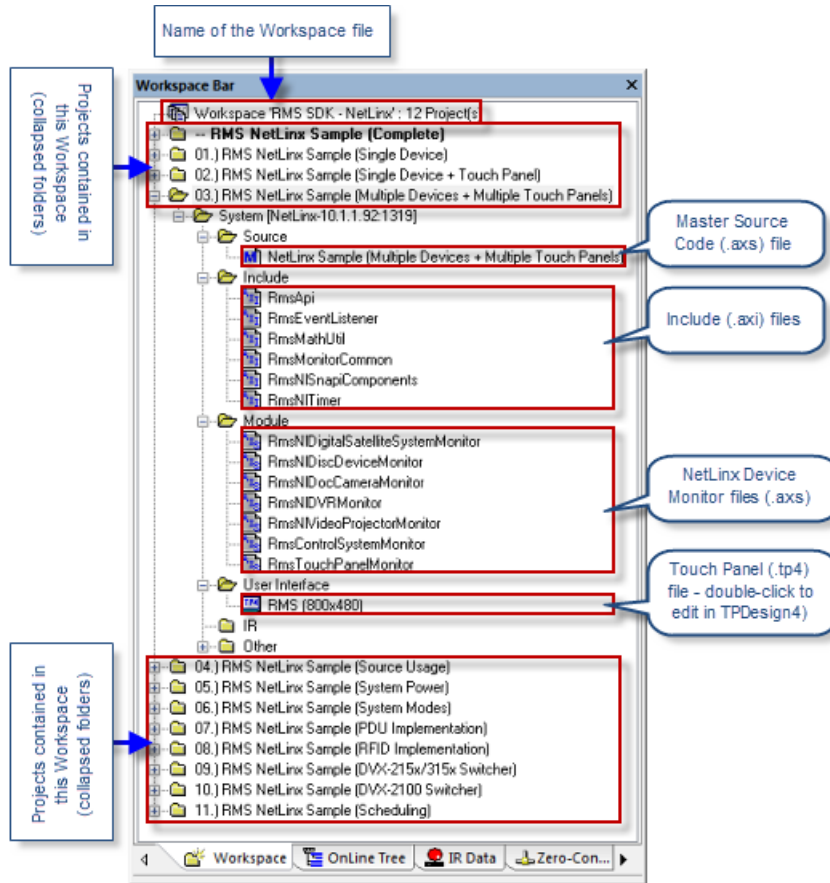 Name of the Workspace file
Projects contained in
this Workspace
(collapsed folders)
Workspace Bar
Workspace 'RMS SDK - NetLinx' : 12 Project(s
-- RMS NetLinx Sample (Complete)
01.) RMS NetLinx Sample (Single Device)
02.) RMS NetLinx Sample (Single Device + Touch Panel)
03.) RMS NetLinx Sample (Multiple Devices + Multiple Touch Panels)
System [NetLinx-10.1.1.92:1319]
Source
NetLinx Sample (Multiple Devices + Multiple Touch Panels)
Master Source
Code (.axs) file
Include
RmsApi
RmsEventListener
RmsMathUtil
RmsMonitorCommon
RmsNlSnapiComponents
RmsNlTimer
Include (.axi) files
Module
RmsNlDigitalSatelliteSystemMonitor
RmsNlDiscDeviceMonitor
RmsNlDocCameraMonitor
RmsNlDVRMonitor
RmsNlVideoProjectorMonitor
RmsControlSystemMonitor
RmsTouchPanelMonitor
NetLinx Device
Monitor files (.axs)
User Interface
RMS (800x480)
Touch Panel (.tp4)
file - double-click to
edit in TPDesign4)
IR
Other
Projects contained in
this Workspace
(collapsed folders)
04.) RMS NetLinx Sample (Source Usage)
05.) RMS NetLinx Sample (System Power)
06.) RMS NetLinx Sample (System Modes)
07.) RMS NetLinx Sample (PDU Implementation)
08.) RMS NetLinx Sample (RFID Implementation)
09.) RMS NetLinx Sample (DVX-215x/315x Switcher)
10.) RMS NetLinx Sample (DVX-2100 Switcher)
11.) RMS NetLinx Sample (Scheduling)
Workspace
OnLine Tree
IR Data
Zero-Con...